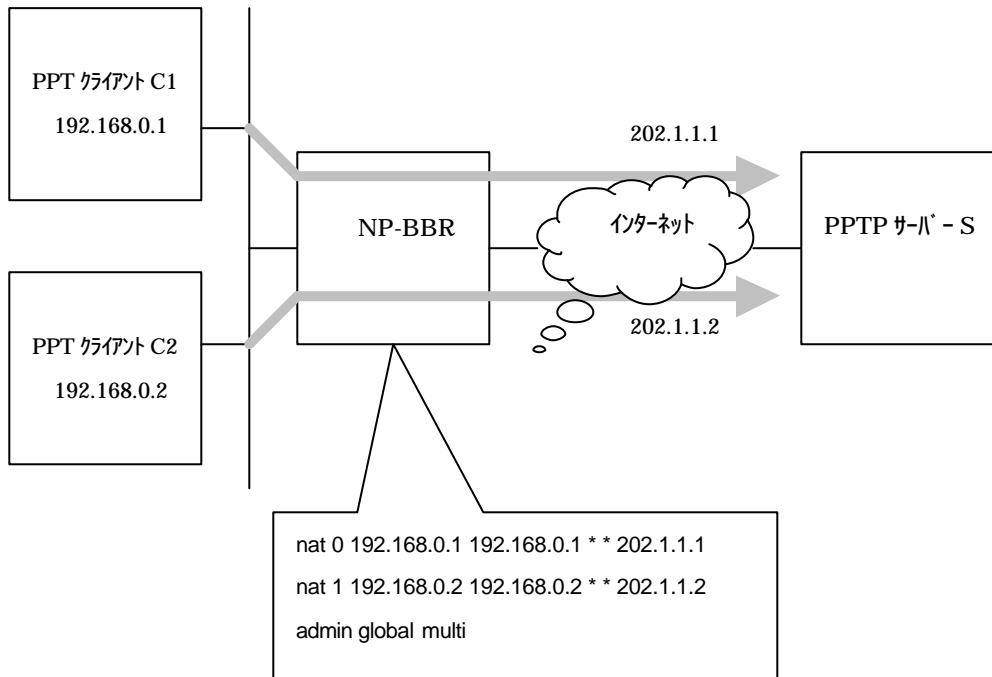 PPT ｸﾗｲｱﾝﾄ C1
192.168.0.1
202.1.1.1
NP-BBR
インターネット
PPTP ｻｰﾊﾞｰ S
202.1.1.2
PPT ｸﾗｲｱﾝﾄ C2
192.168.0.2
nat 0 192.168.0.1 192.168.0.1 * * 202.1.1.1
nat 1 192.168.0.2 192.168.0.2 * * 202.1.1.2
admin global multi